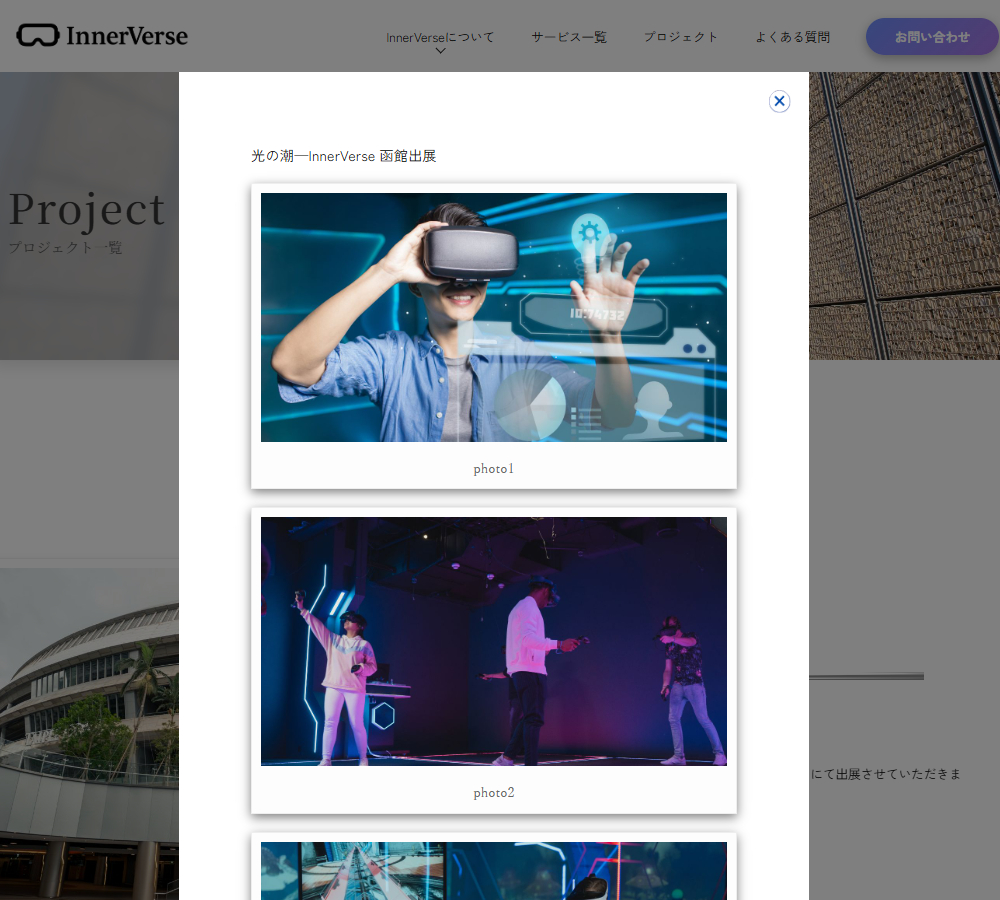 InnerVerse
InnerVerseについて
サービス一覧
プロジェクト
よくある質問
お問い合わせ
Project
プロジェクト一覧
光の潮—InnerVerse 函館出展
10:74732
photo1
photo2
にて出展させていただきま